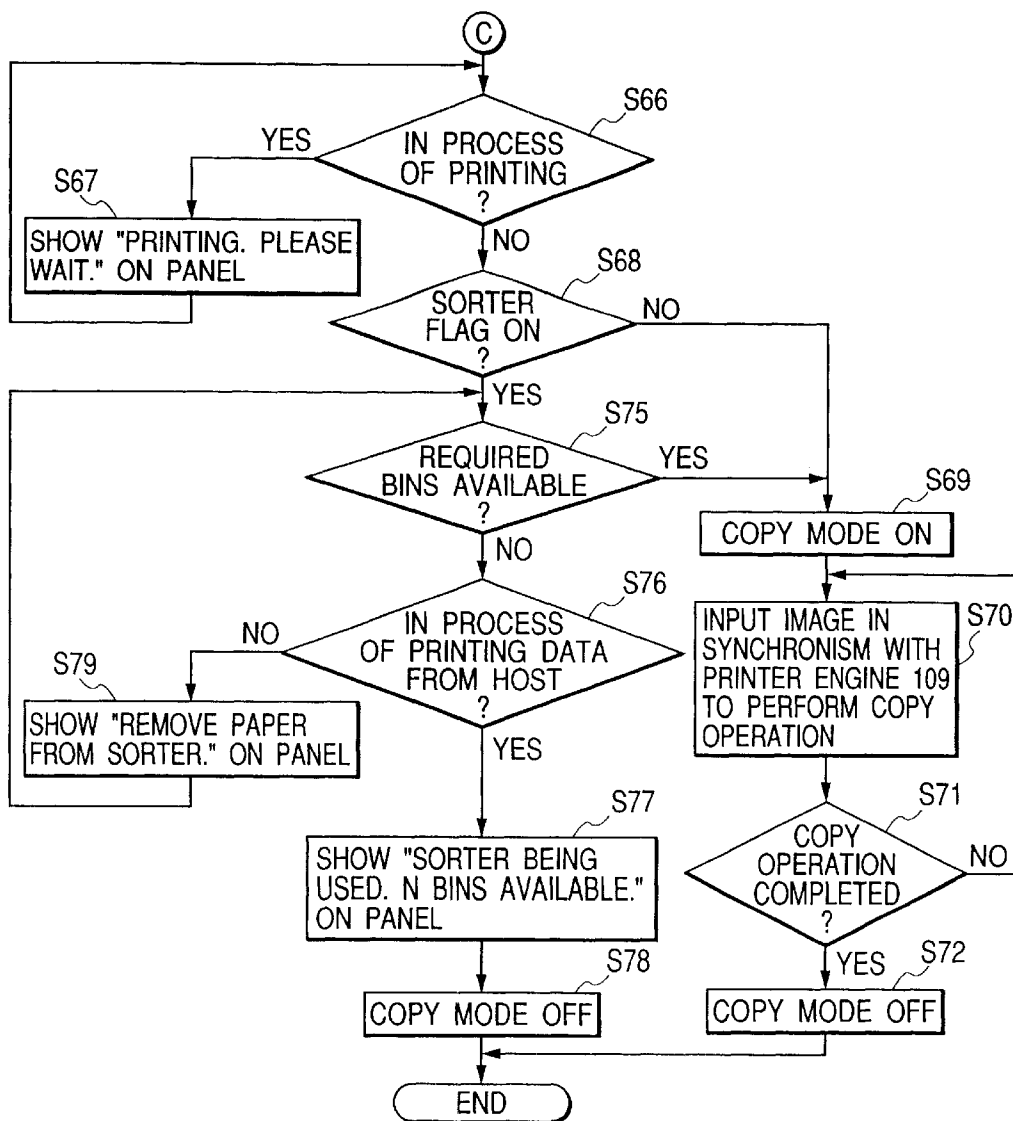 C
S66
IN PROCESS
OF PRINTING
?
YES
NO
S67
SHOW "PRINTING. PLEASE
WAIT." ON PANEL
S68
SORTER
FLAG ON
?
NO
YES
S75
REQUIRED
BINS AVAILABLE
?
YES
NO
S69
COPY MODE ON
S76
IN PROCESS
OF PRINTING DATA
FROM HOST
?
NO
YES
S79
SHOW "REMOVE PAPER
FROM SORTER." ON PANEL
S70
INPUT IMAGE IN
SYNCHRONISM WITH
PRINTER ENGINE 109
TO PERFORM COPY
OPERATION
S77
SHOW "SORTER BEING
USED. N BINS AVAILABLE."
ON PANEL
S71
COPY
OPERATION
COMPLETED
?
NO
YES
S78
COPY MODE OFF
S72
COPY MODE OFF
END